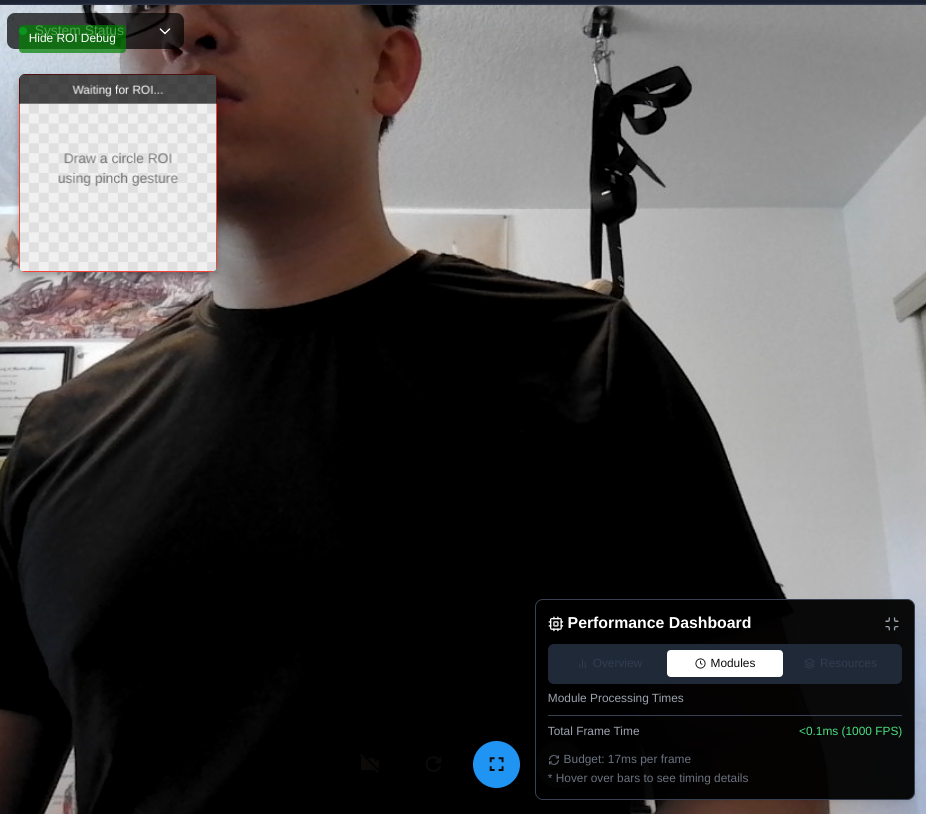 System Status
Hide ROI Debug
Waiting for ROI...
Draw a circle ROI
using pinch gesture
Performance Dashboard
Overview
Modules
Resources
Module Processing Times
Total Frame Time
<0.1ms (1000 FPS)
Budget: 17ms per frame
* Hover over bars to see timing details